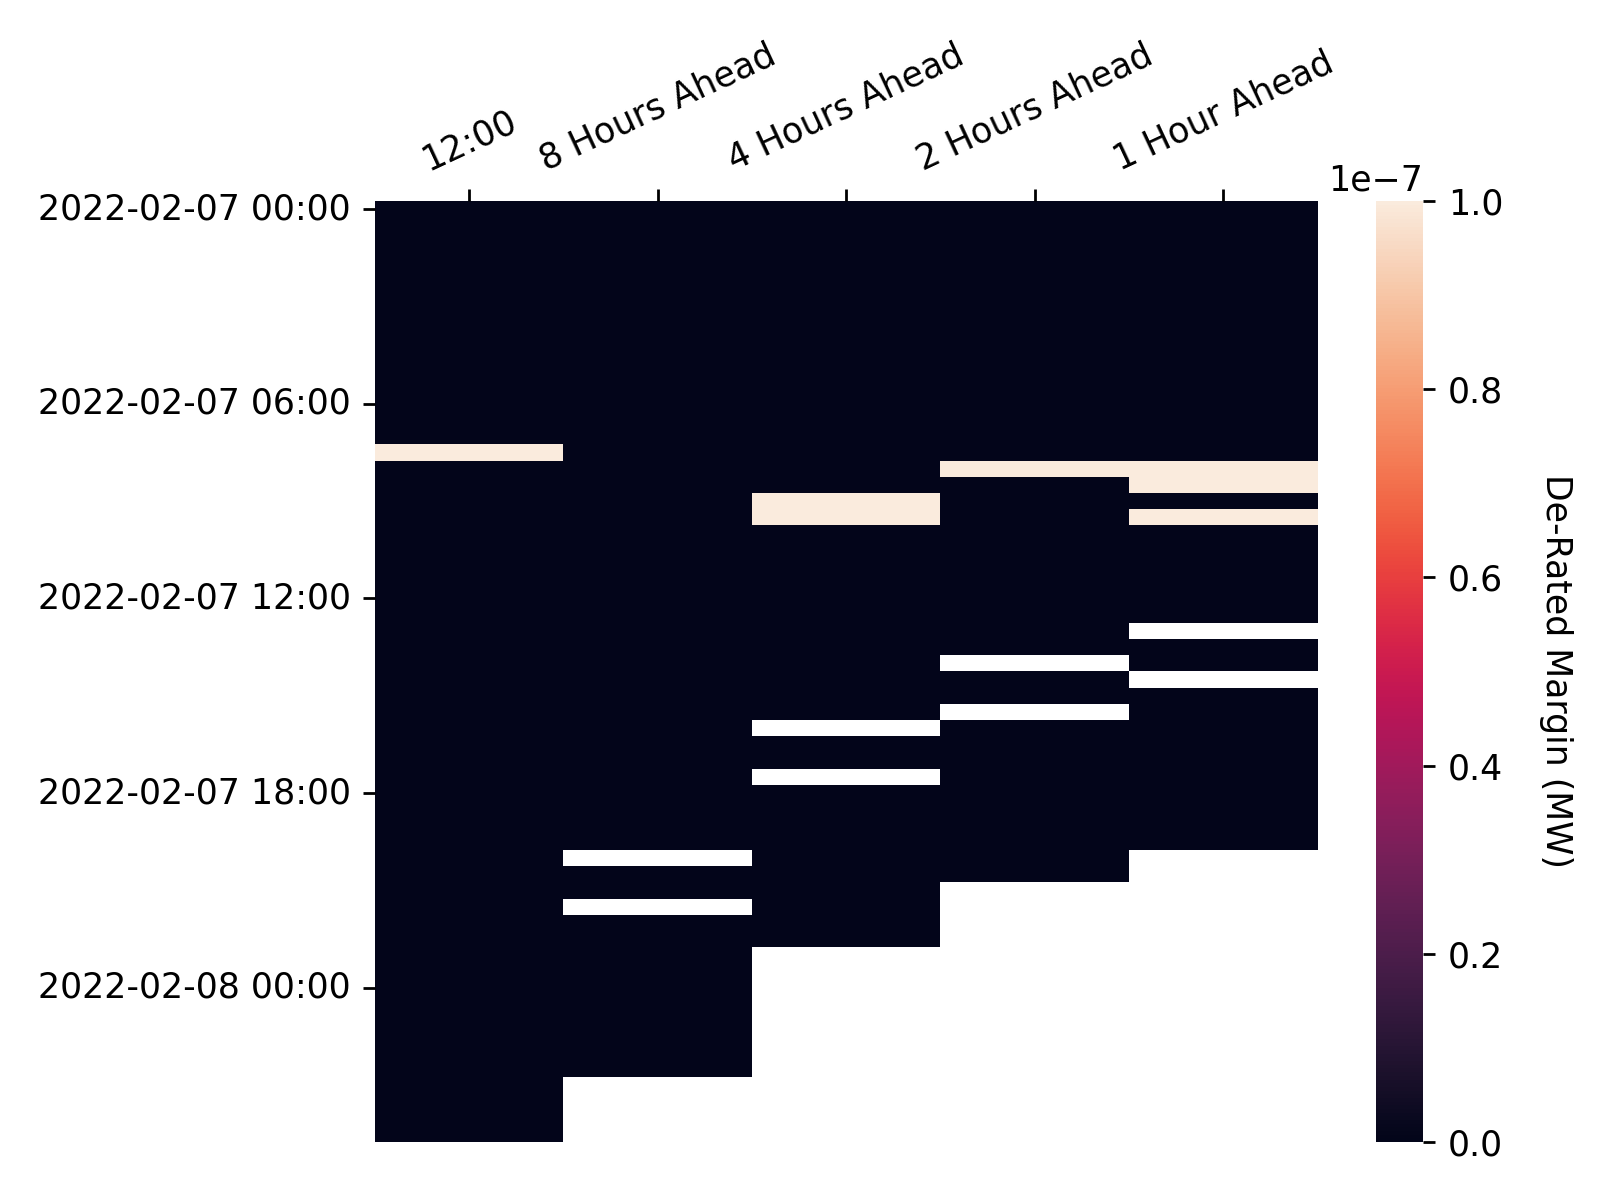 12:00
8 Hours Ahead
4 Hours Ahead
2 Hours Ahead
1 Hour Ahead
2022-02-07 00:00
2022-02-07 06:00
2022-02-07 12:00
2022-02-07 18:00
2022-02-08 00:00
1e−7
1.0
0.8
0.6
0.4
0.2
0.0
De-Rated Margin (MW)